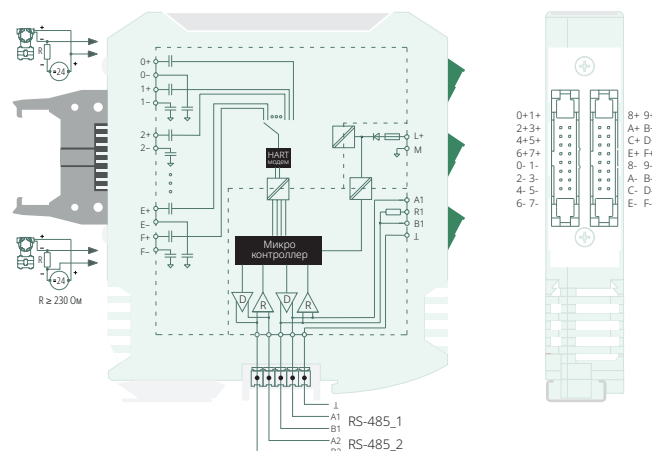 +
R
−
=24
+
−
+
R
−
=24
+
−
R ≥ 230 Ом
0+
0−
1+
1−
2+
2−
E+
E−
F+
F−
HART
модем
L+
M
A1
R1
B1
⊥
Микро
контроллер
D
R
D
R
⊥
A1
B1
RS-485_1
A2
RS-485_2
0+1+
2+3+
4+5+
6+7+
0- 1-
2- 3-
4- 5-
6- 7-
8+ 9+
A+ B+
C+ D+
E+ F+
8- 9-
A- B-
C- D-
E- F-